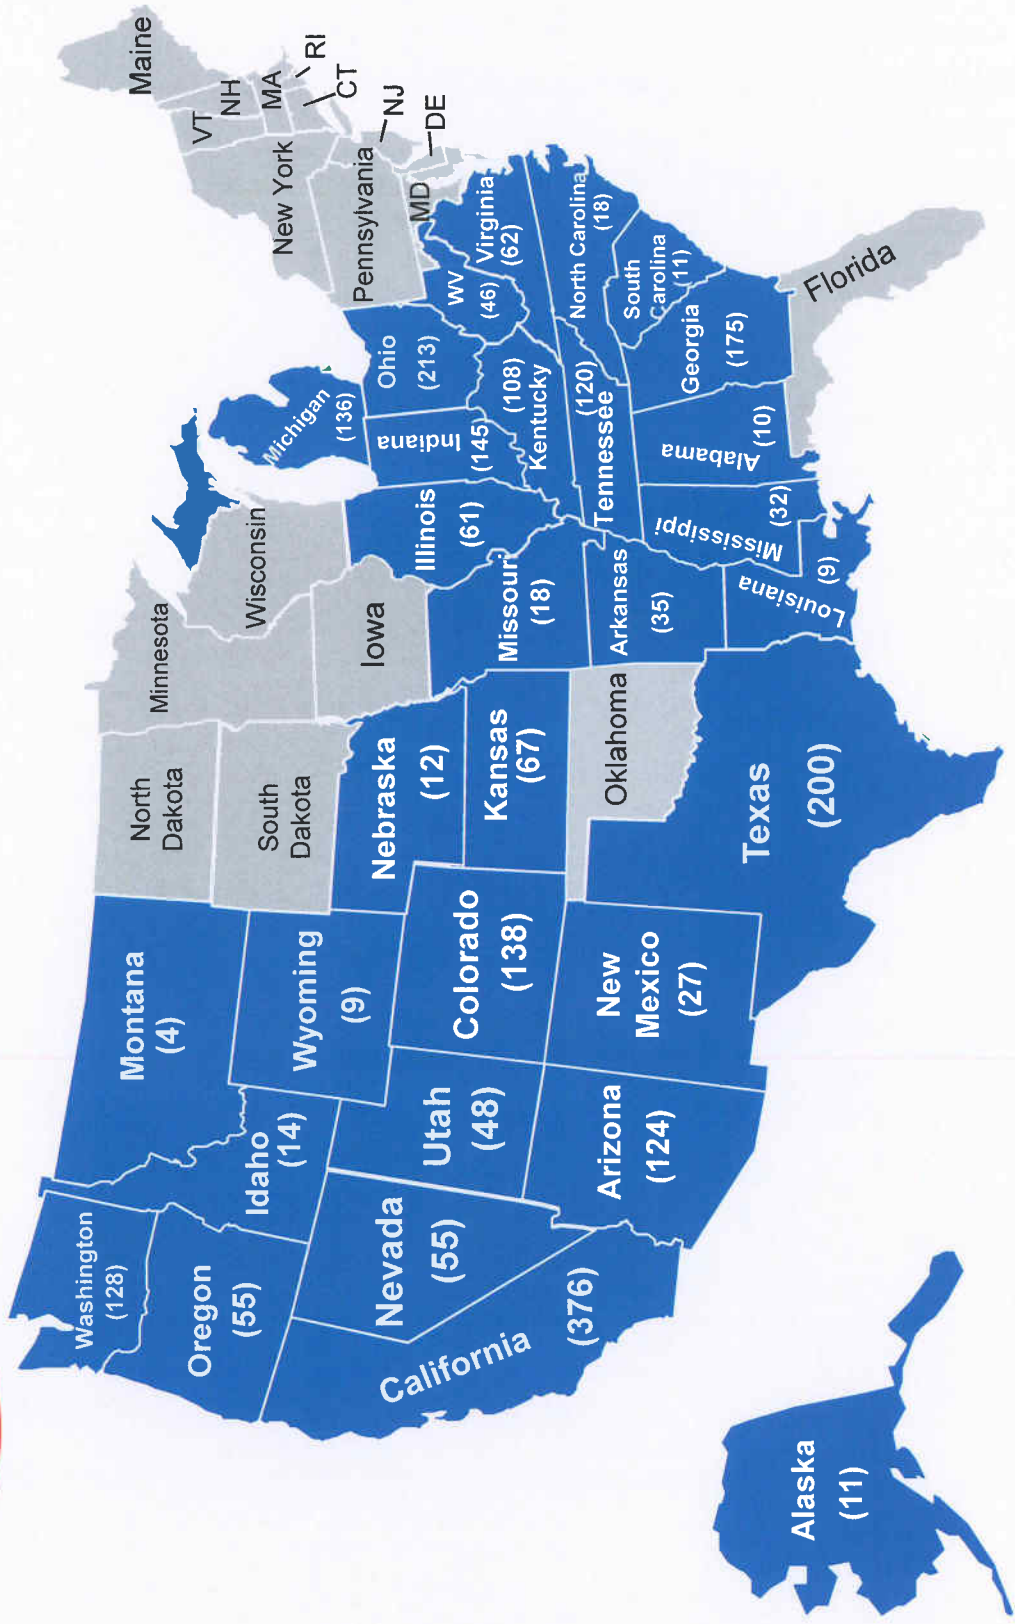 Washington
(128)
Oregon
(55)
California
(376)
Nevada
(55)
Idaho
(14)
Montana
(4)
Wyoming
(9)
Utah
(48)
Arizona
(124)
Colorado
(138)
New
Mexico
(27)
North
Dakota
South
Dakota
Nebraska
(12)
Kansas
(67)
Oklahoma
Texas
(200)
Minnesota
Iowa
Missouri
(18)
Arkansas
(35)
Louisiana
(9)
Wisconsin
Illinois
(61)
Michigan
(136)
Indiana
(145)
Ohio
(213)
Kentucky
(108)
Tennessee
(120)
Mississippi
(32)
Alabama
(10)
Georgia
(175)
Florida
South
Carolina
(11)
North Carolina
(18)
Virginia
(62)
WV
(46)
MD
DE
Pennsylvania
NJ
New York
CT
RI
MA
VT
NH
Maine
Alaska
(11)